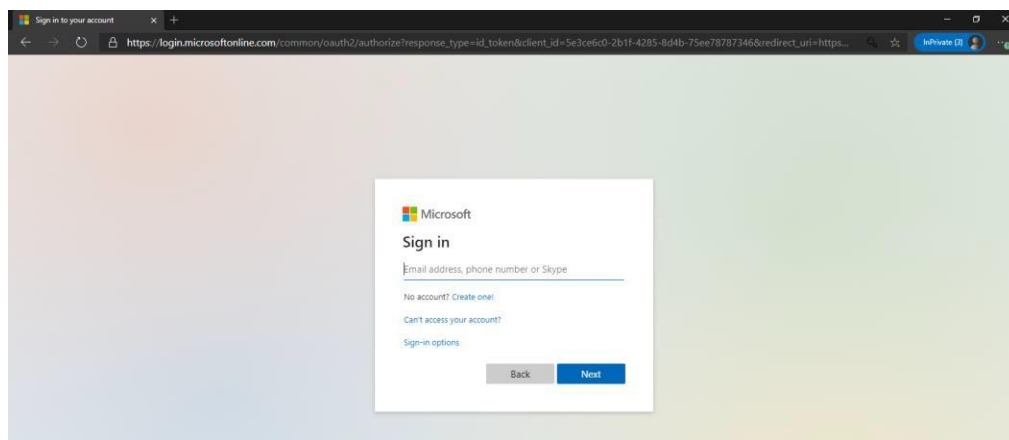 Sign in to your account
https://login.microsoftonline.com/common/oauth2/authorize?response_type=id_token&client_id=5e3ce6c0-2b1f-4285-8d4b-75ee78787346&redirect_uri=https...
InPrivate [3]
Microsoft
Sign in
Email address, phone number or Skype
No account? Create one!
Can't access your account?
Sign-in options
Back Next